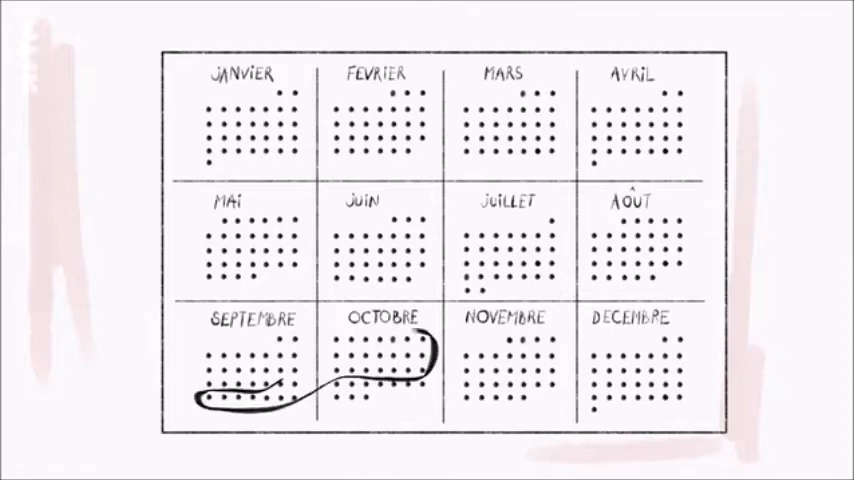 JANVIER FEVRIER MARS AVRIL
MAI JUIN JUILLET AOÛT
SEPTEMBRE OCTOBRE NOVEMBRE DECEMBRE